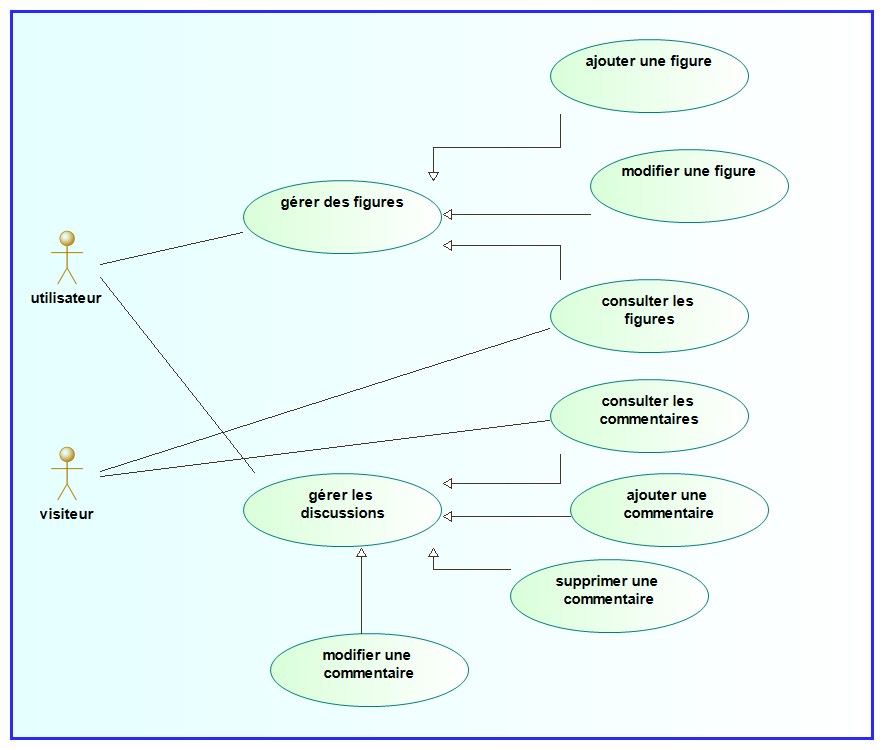 ajouter une figure
modifier une figure
gérer des figures
utilisateur
consulter les
figures
consulter les
commentaires
visiteur
gérer les
discussions
ajouter une
commentaire
supprimer une
commentaire
modifier une
commentaire